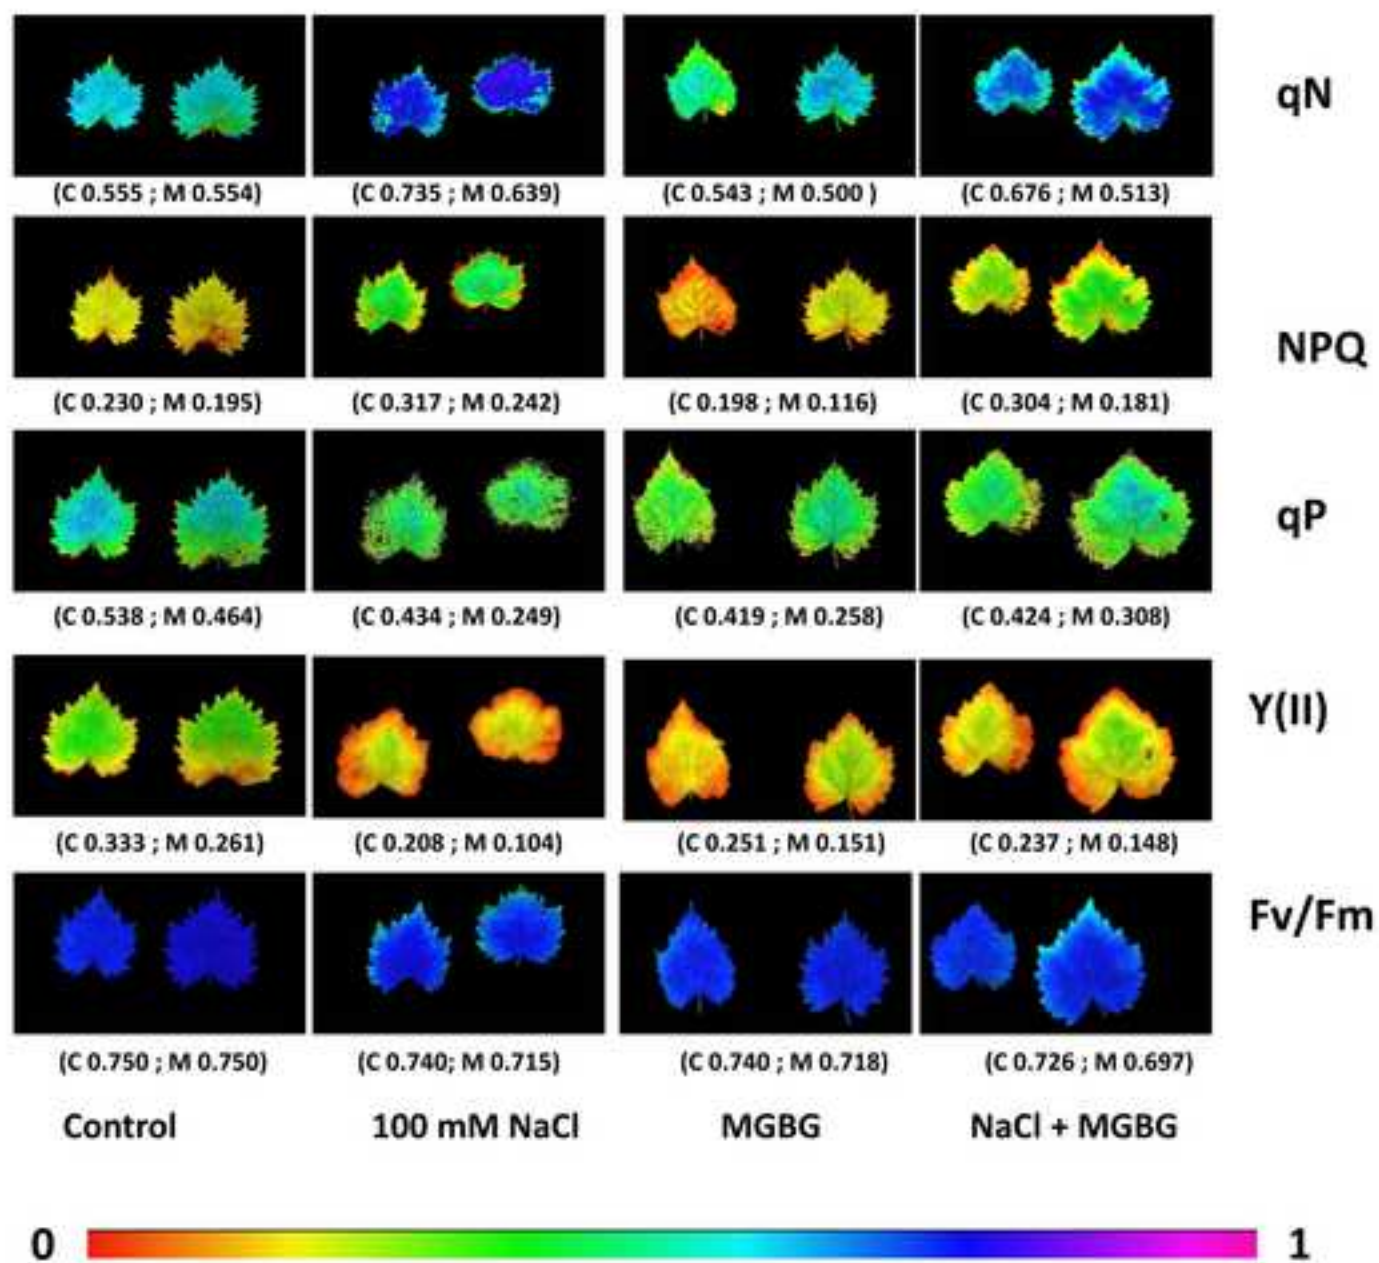 qN
(C 0.555 ; M 0.554) (C 0.735 ; M 0.639) (C 0.543 ; M 0.500 ) (C 0.676 ; M 0.513)
NPQ
(C 0.230 ; M 0.195) (C 0.317 ; M 0.242) (C 0.198 ; M 0.116) (C 0.304 ; M 0.181)
qP
(C 0.538 ; M 0.464) (C 0.434 ; M 0.249) (C 0.419 ; M 0.258) (C 0.424 ; M 0.308)
Y(II)
(C 0.333 ; M 0.261) (C 0.208 ; M 0.104) (C 0.251 ; M 0.151) (C 0.237 ; M 0.148)
Fv/Fm
(C 0.750 ; M 0.750) (C 0.740; M 0.715) (C 0.740 ; M 0.718) (C 0.726 ; M 0.697)
Control 100 mM NaCl MGBG NaCl + MGBG
0 1